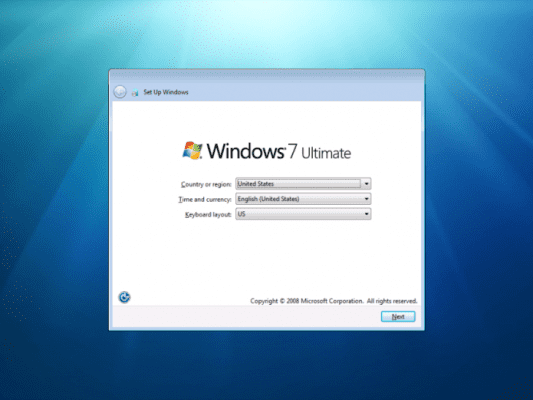 Set Up Windows
Windows 7 Ultimate
Country or region: United States
Time and currency: English (United States)
Keyboard layout: US
Copyright © 2008 Microsoft Corporation. All rights reserved.
Next